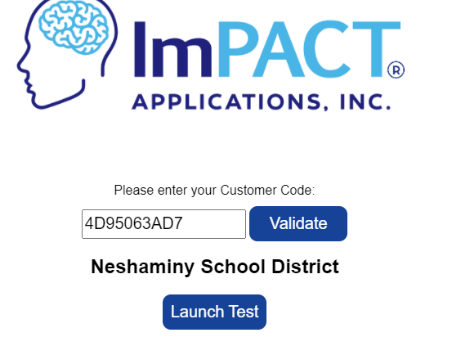 ImPACT®
APPLICATIONS, INC.
Please enter your Customer Code:
4D95063AD7 Validate
Neshaminy School District
Launch Test